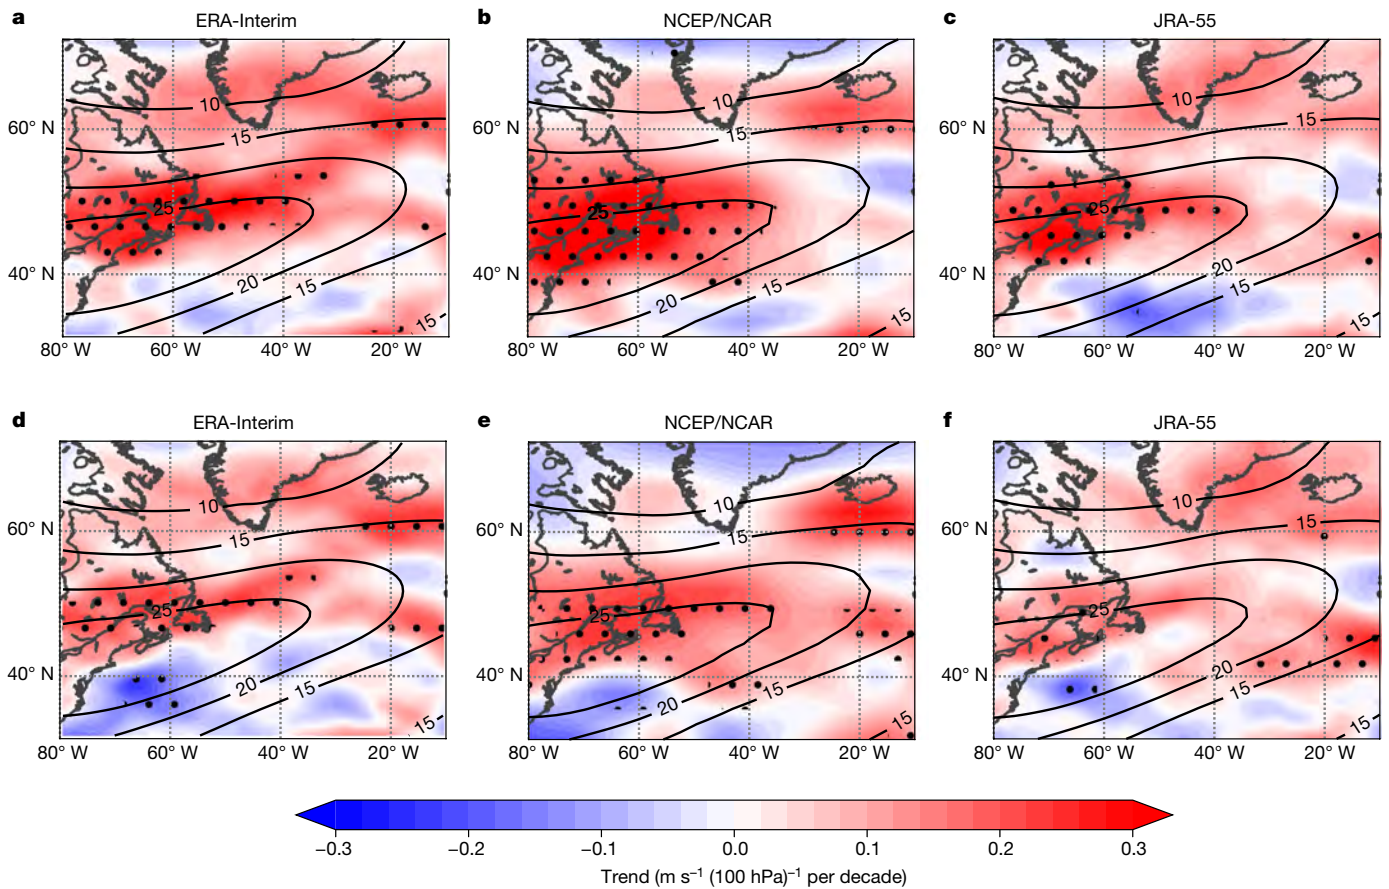 a ERA-Interim b NCEP/NCAR c JRA-55
10 10 10
60° N 15 60° N 15 60° N 15
25 25 25
40° N 20 15 40° N 20 15 40° N 20 15
15 15 15
80° W 60° W 40° W 20° W 80° W 60° W 40° W 20° W 80° W 60° W 40° W 20° W
d ERA-Interim e NCEP/NCAR f JRA-55
10 10 10
60° N 15 60° N 15 60° N 15
25 25 25
40° N 20 15 40° N 20 15 40° N 20 15
15 15 15
80° W 60° W 40° W 20° W 80° W 60° W 40° W 20° W 80° W 60° W 40° W 20° W
−0.3 −0.2 −0.1 0.0 0.1 0.2 0.3
Trend (m s⁻¹ (100 hPa)⁻¹ per decade)